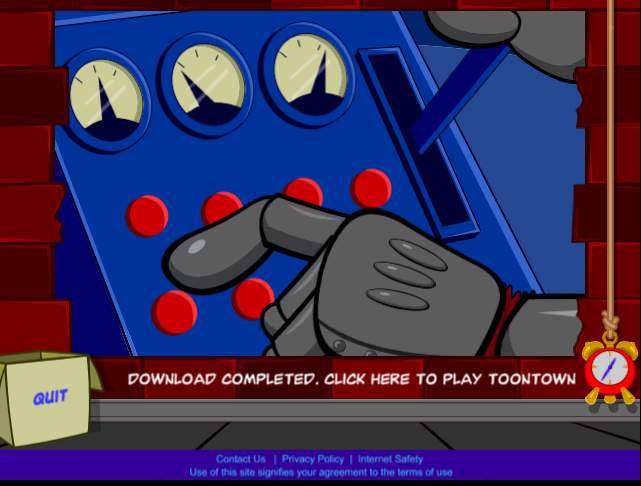 DOWNLOAD COMPLETED. CLICK HERE TO PLAY TOONTOWN
QUIT
Contact Us | Privacy Policy | Internet Safety
Use of this site signifies your agreement to the terms of use